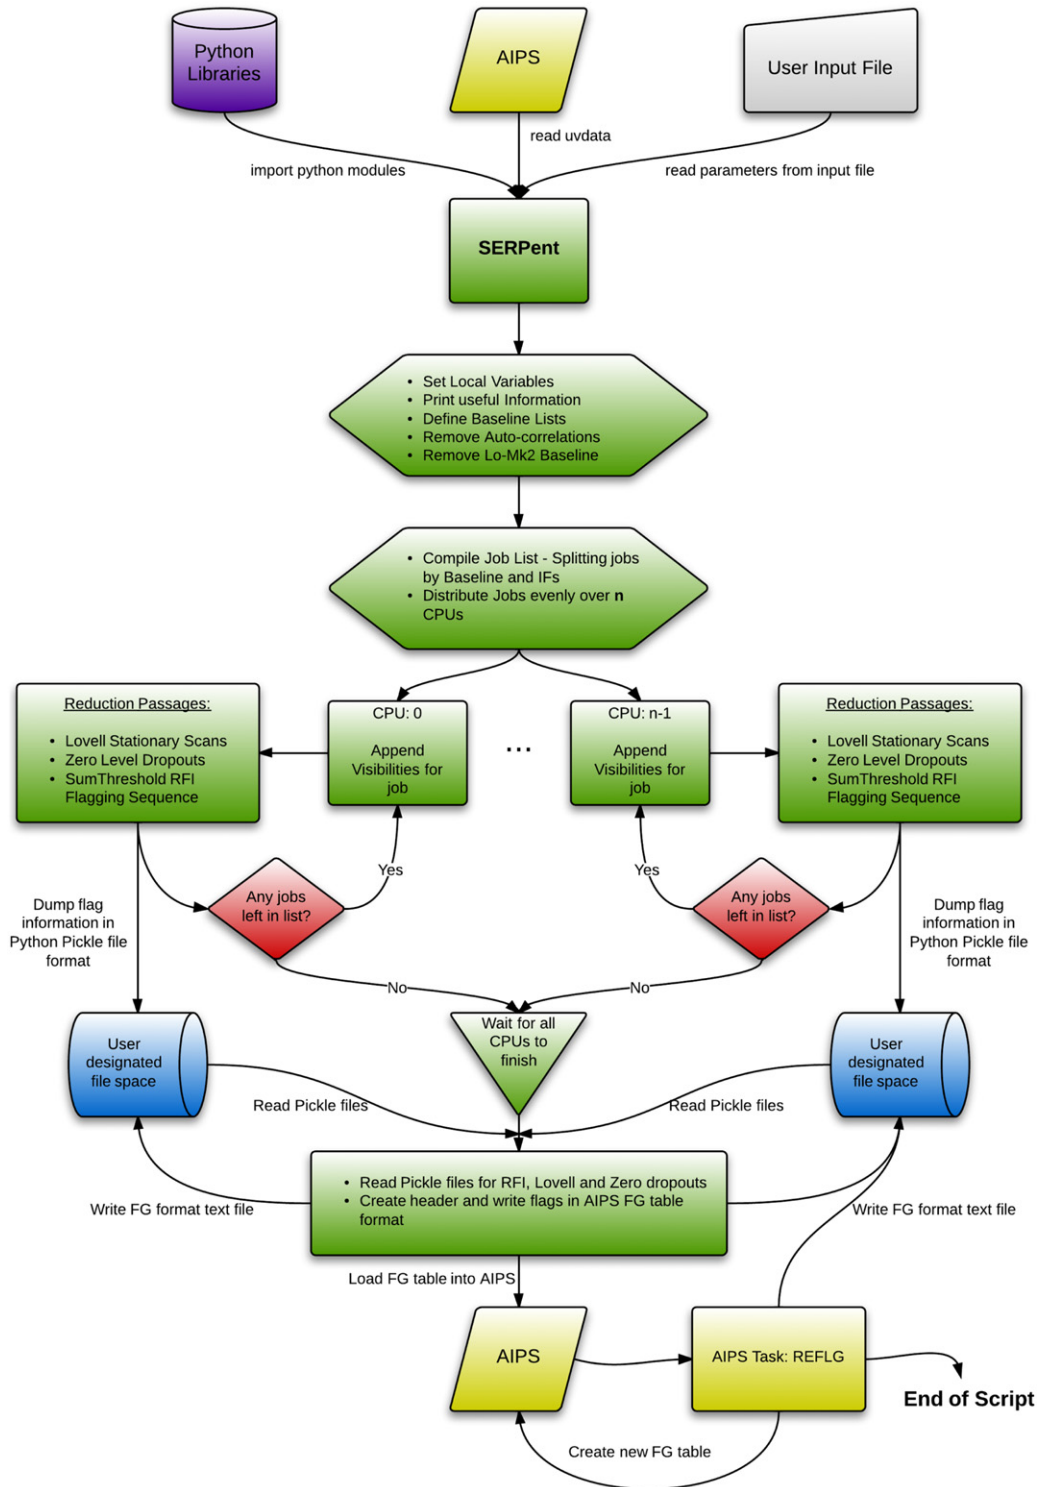 Python
Libraries
AIPS
User Input File
read uvdata
import python modules
read parameters from input file
SERPent
• Set Local Variables
• Print useful Information
• Define Baseline Lists
• Remove Auto-correlations
• Remove Lo-Mk2 Baseline
• Compile Job List - Splitting jobs
by Baseline and IFs
• Distribute Jobs evenly over n
CPUs
Reduction Passages:
• Lovell Stationary Scans
• Zero Level Dropouts
• SumThreshold RFI
Flagging Sequence
CPU: 0
Append
Visibilities for
job
...
CPU: n-1
Append
Visibilities for
job
Reduction Passages:
• Lovell Stationary Scans
• Zero Level Dropouts
• SumThreshold RFI
Flagging Sequence
Yes
Yes
Any jobs
left in list?
Any jobs
left in list?
Dump flag
information in
Python Pickle file
format
Dump flag
information in
Python Pickle file
format
No
No
User
designated
file space
Wait for all
CPUs to
finish
User
designated
file space
Read Pickle files
Read Pickle files
• Read Pickle files for RFI, Lovell and Zero dropouts
• Create header and write flags in AIPS FG table
format
Write FG format text file
Write FG format text file
Load FG table into AIPS
AIPS
AIPS Task: REFLG
End of Script
Create new FG table